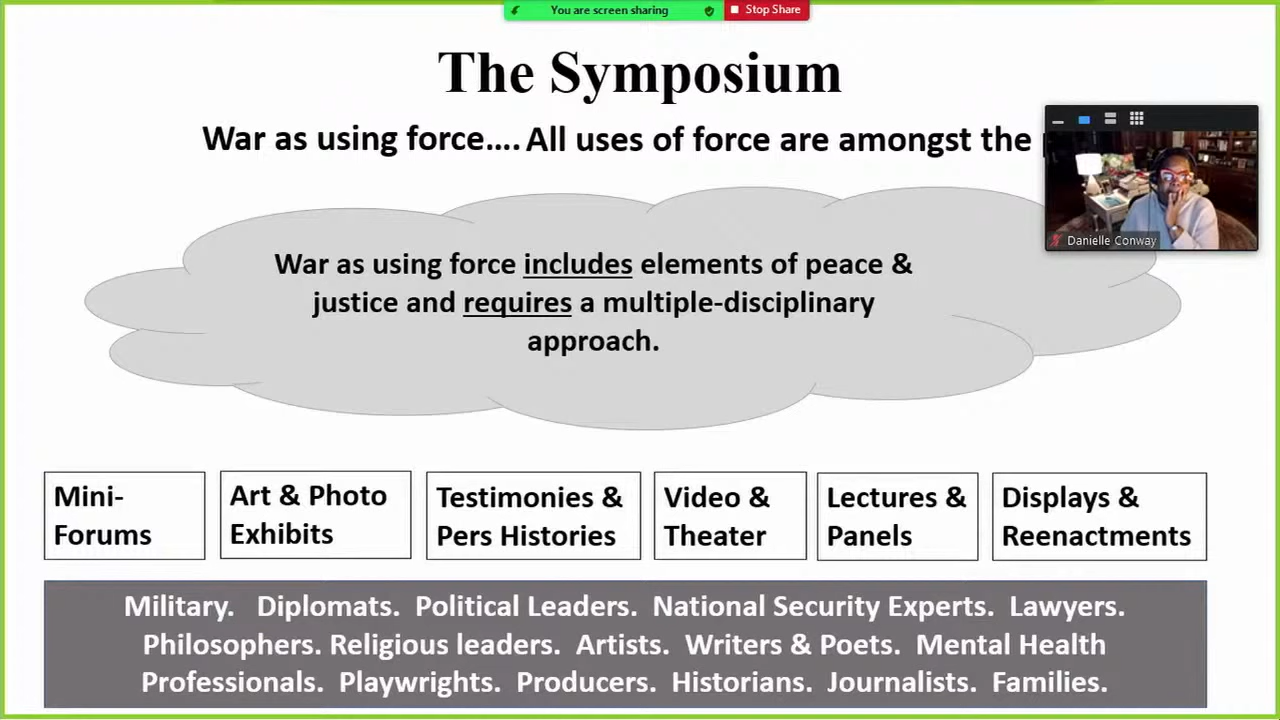 You are screen sharing
Stop Share
The Symposium
War as using force.... All uses of force are amongst the
Danielle Conway
War as using force includes elements of peace &
justice and requires a multiple-disciplinary
approach.
Mini-
Forums
Art & Photo
Exhibits
Testimonies &
Pers Histories
Video &
Theater
Lectures &
Panels
Displays &
Reenactments
Military. Diplomats. Political Leaders. National Security Experts. Lawyers.
Philosophers. Religious leaders. Artists. Writers & Poets. Mental Health
Professionals. Playwrights. Producers. Historians. Journalists. Families.